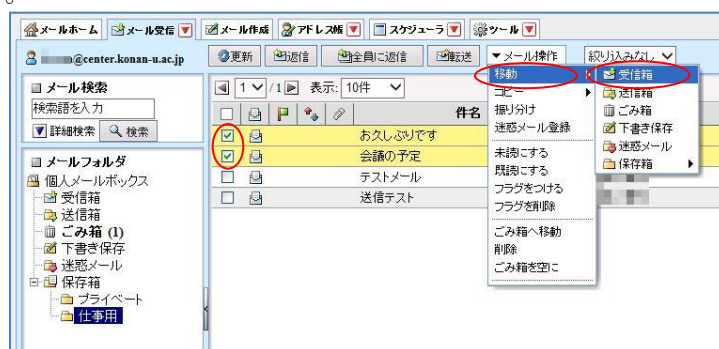 。
メールホーム メール受信 メール作成 アドレス帳 スケジューラ ツール
@center.konan-u.ac.jp 更新 返信 全員に返信 転送 ▼メール操作 絞り込みなし
メール検索
検索語を入力
詳細検索 検索
1 /1 表示: 10件
件名
お久しぶりです
会議の予定
テストメール
送信テスト
移動
コピー
振り分け
迷惑メール登録
未読にする
既読にする
フラグをつける
フラグを削除
ごみ箱へ移動
削除
ごみ箱を空に
受信箱
送信箱
ごみ箱
下書き保存
迷惑メール
保存箱
メールフォルダ
個人メールボックス
受信箱
送信箱
ごみ箱 (1)
下書き保存
迷惑メール
保存箱
プライベート
仕事用